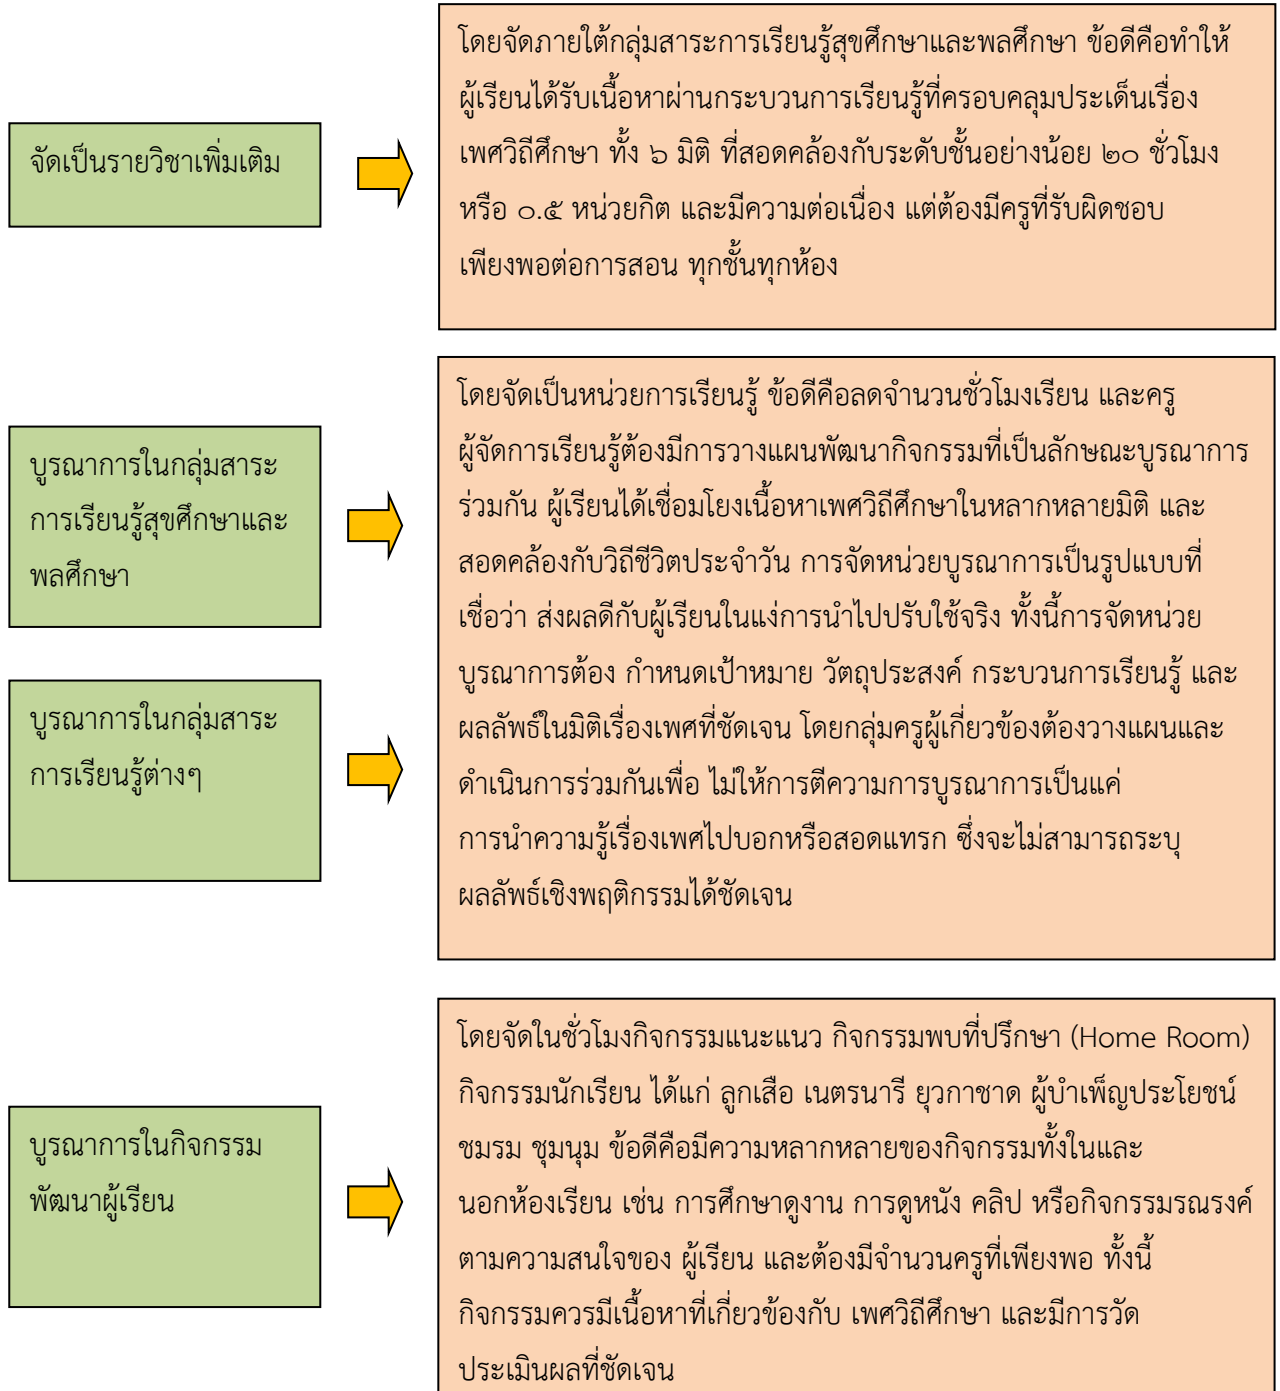 จัดเป็นรายวิชาเพิ่มเติม
โดยจัดภายใต้กลุ่มสาระการเรียนรู้สุขศึกษาและพลศึกษา ข้อดีคือทำให้
ผู้เรียนได้รับเนื้อหาผ่านกระบวนการเรียนรู้ที่ครอบคลุมประเด็นเรื่อง
เพศวิถีศึกษา ทั้ง ๖ มิติ ที่สอดคล้องกับระดับชั้นอย่างน้อย ๒๐ ชั่วโมง
หรือ ๐.๕ หน่วยกิต และมีความต่อเนื่อง แต่ต้องมีครูที่รับผิดชอบ
เพียงพอต่อการสอน ทุกชั้นทุกห้อง
บูรณาการในกลุ่มสาระ
การเรียนรู้สุขศึกษาและ
พลศึกษา
บูรณาการในกลุ่มสาระ
การเรียนรู้ต่างๆ
โดยจัดเป็นหน่วยการเรียนรู้ ข้อดีคือลดจำนวนชั่วโมงเรียน และครู
ผู้จัดการเรียนรู้ต้องมีการวางแผนพัฒนากิจกรรมที่เป็นลักษณะบูรณาการ
ร่วมกัน ผู้เรียนได้เชื่อมโยงเนื้อหาเพศวิถีศึกษาในหลากหลายมิติ และ
สอดคล้องกับวิถีชีวิตประจำวัน การจัดหน่วยบูรณาการเป็นรูปแบบที่
เชื่อว่า ส่งผลดีกับผู้เรียนในแง่การนำไปปรับใช้จริง ทั้งนี้การจัดหน่วย
บูรณาการต้อง กำหนดเป้าหมาย วัตถุประสงค์ กระบวนการเรียนรู้ และ
ผลลัพธ์ในมิติเรื่องเพศที่ชัดเจน โดยกลุ่มครูผู้เกี่ยวข้องต้องวางแผนและ
ดำเนินการร่วมกันเพื่อ ไม่ให้การตีความการบูรณาการเป็นแค่
การนำความรู้เรื่องเพศไปบอกหรือสอดแทรก ซึ่งจะไม่สามารถระบุ
ผลลัพธ์เชิงพฤติกรรมได้ชัดเจน
บูรณาการในกิจกรรม
พัฒนาผู้เรียน
โดยจัดในชั่วโมงกิจกรรมแนะแนว กิจกรรมพบที่ปรึกษา (Home Room)
กิจกรรมนักเรียน ได้แก่ ลูกเสือ เนตรนารี ยุวกาชาด ผู้บำเพ็ญประโยชน์
ชมรม ชุมนุม ข้อดีคือมีความหลากหลายของกิจกรรมทั้งในและ
นอกห้องเรียน เช่น การศึกษาดูงาน การดูหนัง คลิป หรือกิจกรรมรณรงค์
ตามความสนใจของ ผู้เรียน และต้องมีจำนวนครูที่เพียงพอ ทั้งนี้
กิจกรรมควรมีเนื้อหาที่เกี่ยวข้องกับ เพศวิถีศึกษา และมีการวัด
ประเมินผลที่ชัดเจน